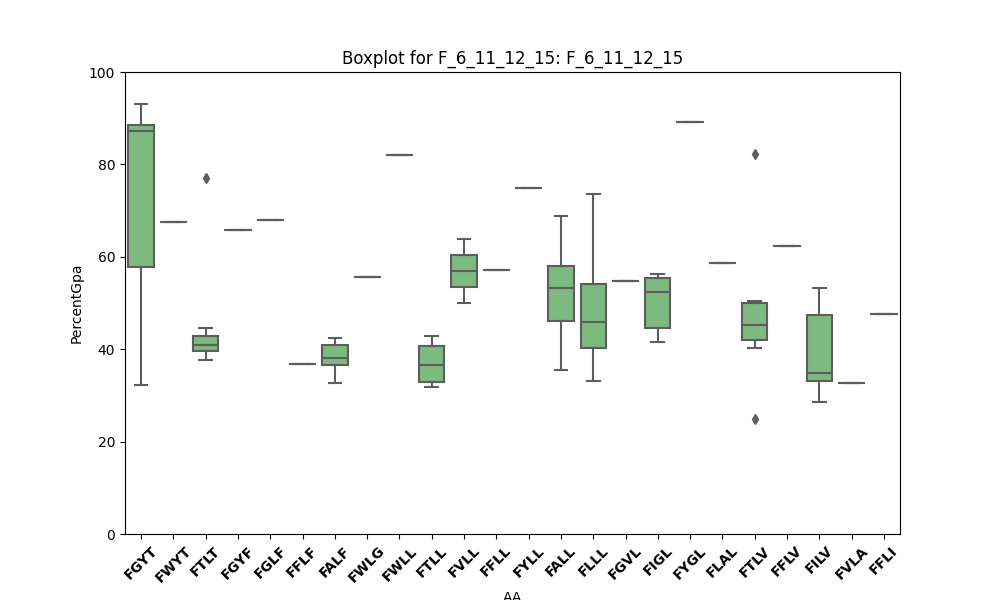 Boxplot for F_6_11_12_15: F_6_11_12_15
100
80
60
40
20
0
PercentGpa
FGYT
FWYT
FTLT
FGYF
FGLF
FFLF
FALF
FWLG
FWLL
FTLL
FVLL
FFLL
FYLL
FALL
FLLL
FGVL
FIGL
FYGL
FLAL
FTLV
FFLV
FILV
FVLA
FFLI
AA